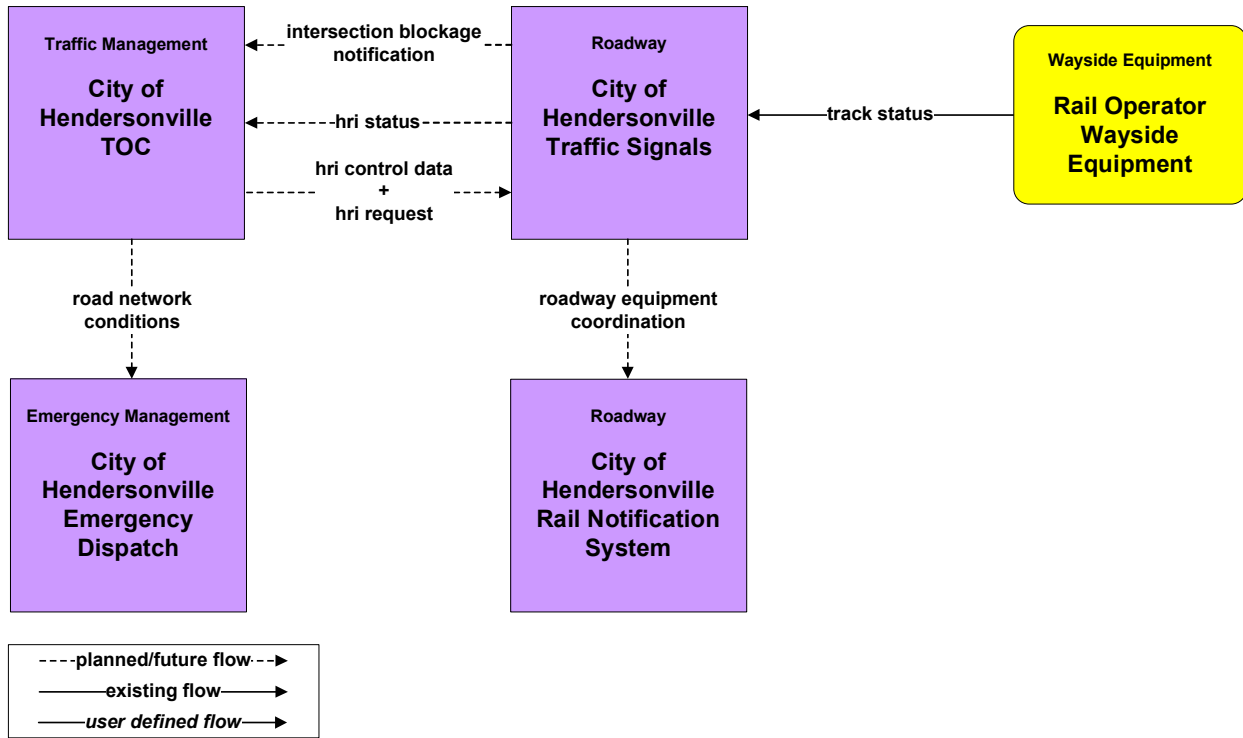 Traffic Management
City of
Hendersonville
TOC
intersection blockage
notification
hri status
hri control data
+
hri request
Roadway
City of
Hendersonville
Traffic Signals
track status
Wayside Equipment
Rail Operator
Wayside
Equipment
road network
conditions
roadway equipment
coordination
Emergency Management
City of
Hendersonville
Emergency
Dispatch
Roadway
City of
Hendersonville
Rail Notification
System
planned/future flow
existing flow
user defined flow